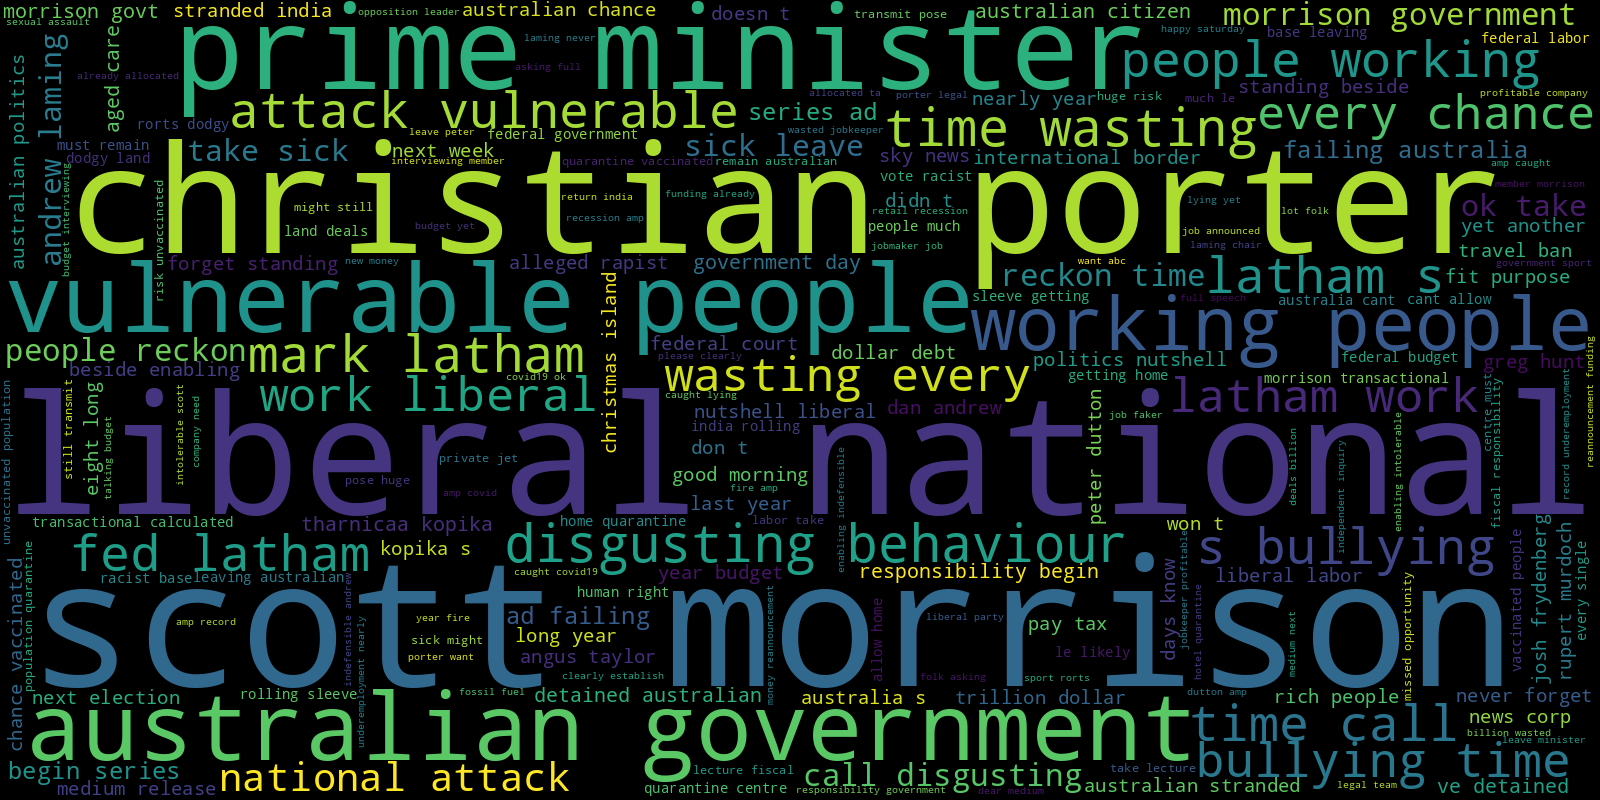 morrison govt
stranded india
opposition leader
australian chance
doesn t
transmit pose
australian citizen
morrison government
sexual assault
prime minister
laming never
happy saturday
base leaving
federal labor
people working
asking full
already allocated
aged care
andrew laming
australian politics
attack vulnerable
series ad
allocated ta
porter legal
nearly year
huge risk
much le
standing beside
profitable company
every chance
time wasting
rorts dodgy
leave peter
federal government
wasted jobkeeper
must remain
dodgy land
take sick
next week
sick leave
sky news
international border
failing australia
interviewing member
quarantine vaccinated
remain australian
amp caught
christian porter
vote racist
return india
funding already
member morrison
might still
didn t
lying yet
lot folk
ok take
recession amp
retail recession
budget yet
people much
land deals
job announced
yet another
jobmaker job
laming chair
travel ban
budget interviewing
risk unvaccinated
forget standing
new money
alleged rapist
government day
want abc
government sport
reckon time
latham s
fit purpose
vulnerable people
christmas island
sleeve getting
full speech
australia cant
cant allow
working people
people reckon
mark latham
federal court
please clearly
dollar debt
politics nutshell
federal budget
greg hunt
beside enabling
covid19 ok
wasting every
getting home
morrison transactional
reannouncement funding
work liberal
caught lying
nutshell liberal
dan andrew
job faker
latham work
centre must
unvaccinated population
still transmit
eight long
talking budget
intolerable scott
company need
india rolling
peter dutton
liberal national
private jet
don t
good morning
pose huge
amp covid
fire amp
last year
enabling indefensible
deals billion
independent inquiry
enabling intolerable
fiscal responsibility
record underemployment
transactional calculated
tharnicaa kopika
home quarantine
labor take
won t
fed latham
kopika s
disgusting behaviour
s bullying
racist base
leaving australian
caught covid19
year budget
responsibility begin
liberal labor
human right
scott morrison
chance vaccinated
population quarantine
indefensible andrew
underemployment nearly
amp record
year fire
ad failing
liberal party
pay tax
sick might
long year
porter want
angus taylor
le likely
clearly establish
folk asking
sport rorts
money reannouncement
allow home
days know
jobkeeper profitable
hotel quarantine
medium next
missed opportunity
vaccinated people
josh frydenberg
rupert murdoch
every single
next election
rolling sleeve
fossil fuel
detained australian
australia s
trillion dollar
dutton amp
rich people
never forget
australian government
time call
news corp
billion wasted
leave minister
begin series
national attack
lecture fiscal
call disgusting
take lecture
bullying time
medium release
quarantine centre
responsibility government
dear medium
australian stranded
legal team
ve detained